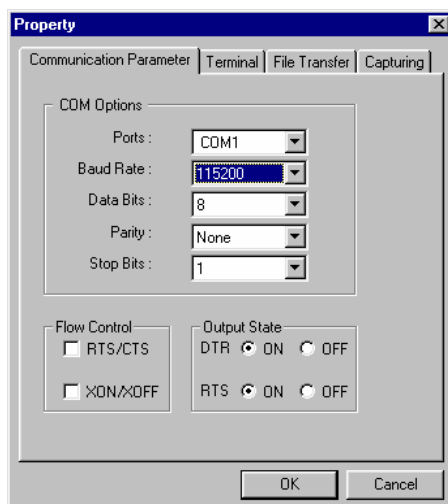 Property
Communication Parameter Terminal File Transfer Capturing
COM Options
Ports : COM1
Baud Rate : 115200
Data Bits : 8
Parity : None
Stop Bits : 1
Flow Control
RTS/CTS
XON/XOFF
Output State
DTR ON OFF
RTS ON OFF
OK Cancel